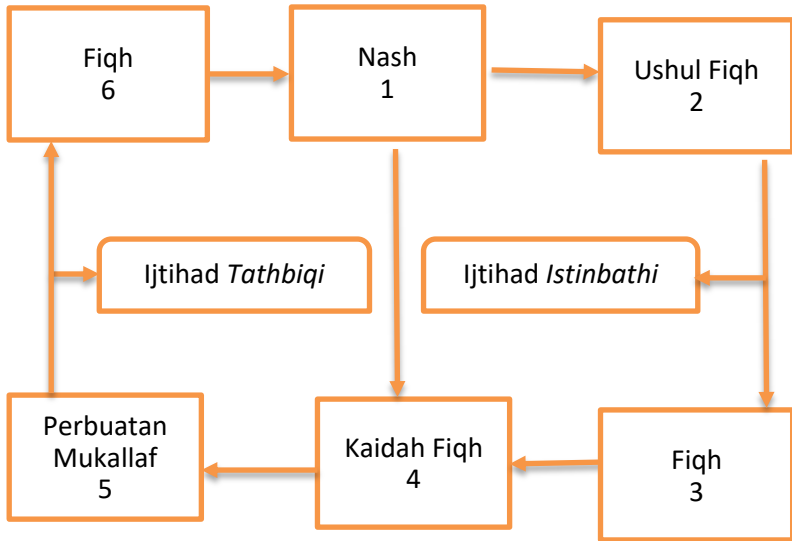 Fiqh
6
Nash
1
Ushul Fiqh
2
Ijtihad Tathbiqi
Ijtihad Istinbathi
Perbuatan
Mukallaf
5
Kaidah Fiqh
4
Fiqh
3